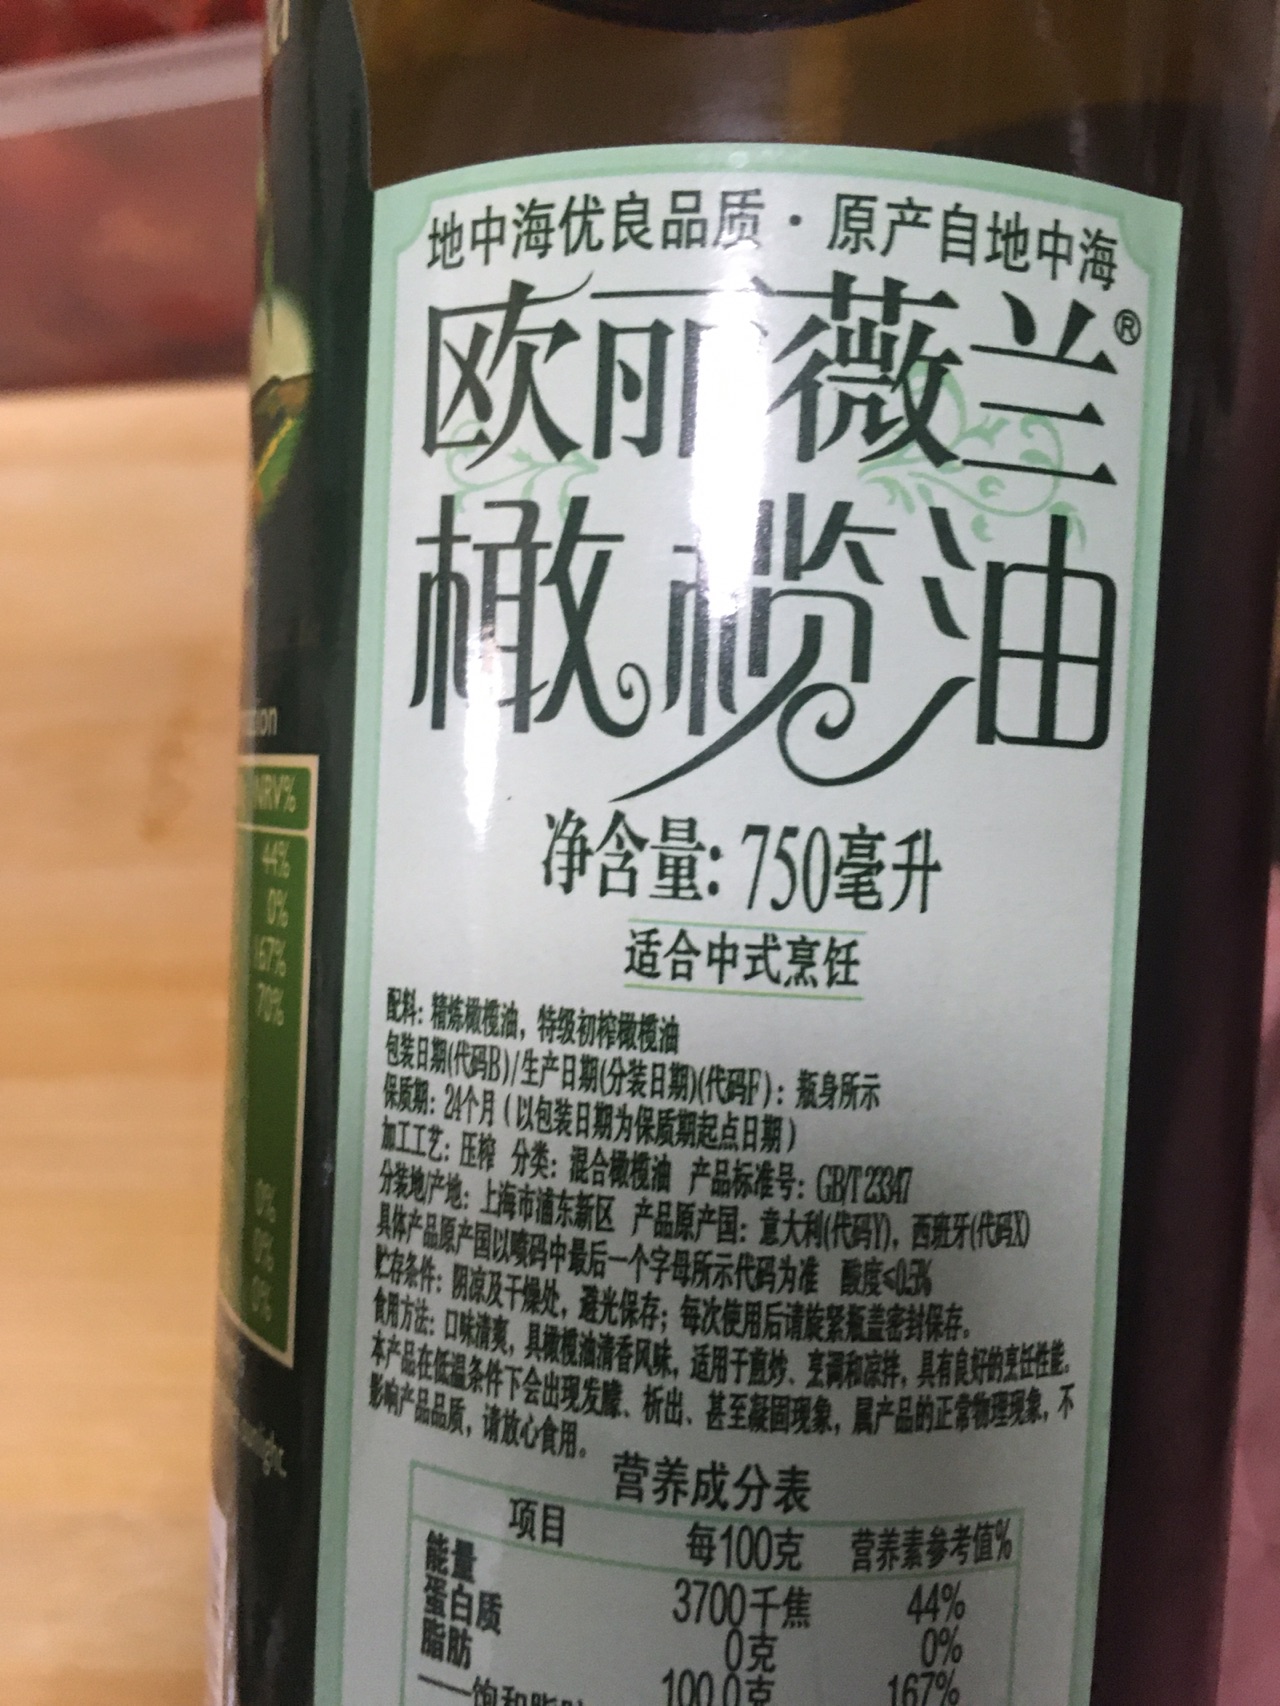 地中海优良品质·原产自地中海
欧丽薇兰®
橄榄油
净含量:750毫升
适合中式烹饪
配料：精炼橄榄油，特级初榨橄榄油
包装日期(代码B)/生产日期(分装日期)(代码F)：瓶身所示
保质期：24个月（以包装日期为保质期起点日期）
加工工艺：压榨 分类：混合橄榄油 产品标准号：GB/T 23347
分装地/产地：上海市浦东新区 产品原产国：意大利(代码Y)，西班牙(代码X)
具体产品原产国以喷码中最后一个字母所示代码为准 酸度≤0.5%
贮存条件：阴凉及干燥处，避光保存；每次使用后请旋紧瓶盖密封保存。
食用方法：口味清爽，具橄榄油清香风味，适用于煎炒、烹调和凉拌，具有良好的烹饪性能。
本产品在低温条件下会出现发朦、析出、甚至凝固现象，属产品的正常物理现象，不
影响产品品质，请放心食用。
营养成分表
项目 每100克 营养素参考值%
能量 3700千焦 44%
蛋白质 0克 0%
脂肪 100.0克 167%
NRV%
44%
0%
167%
70%
0%
0%
0%